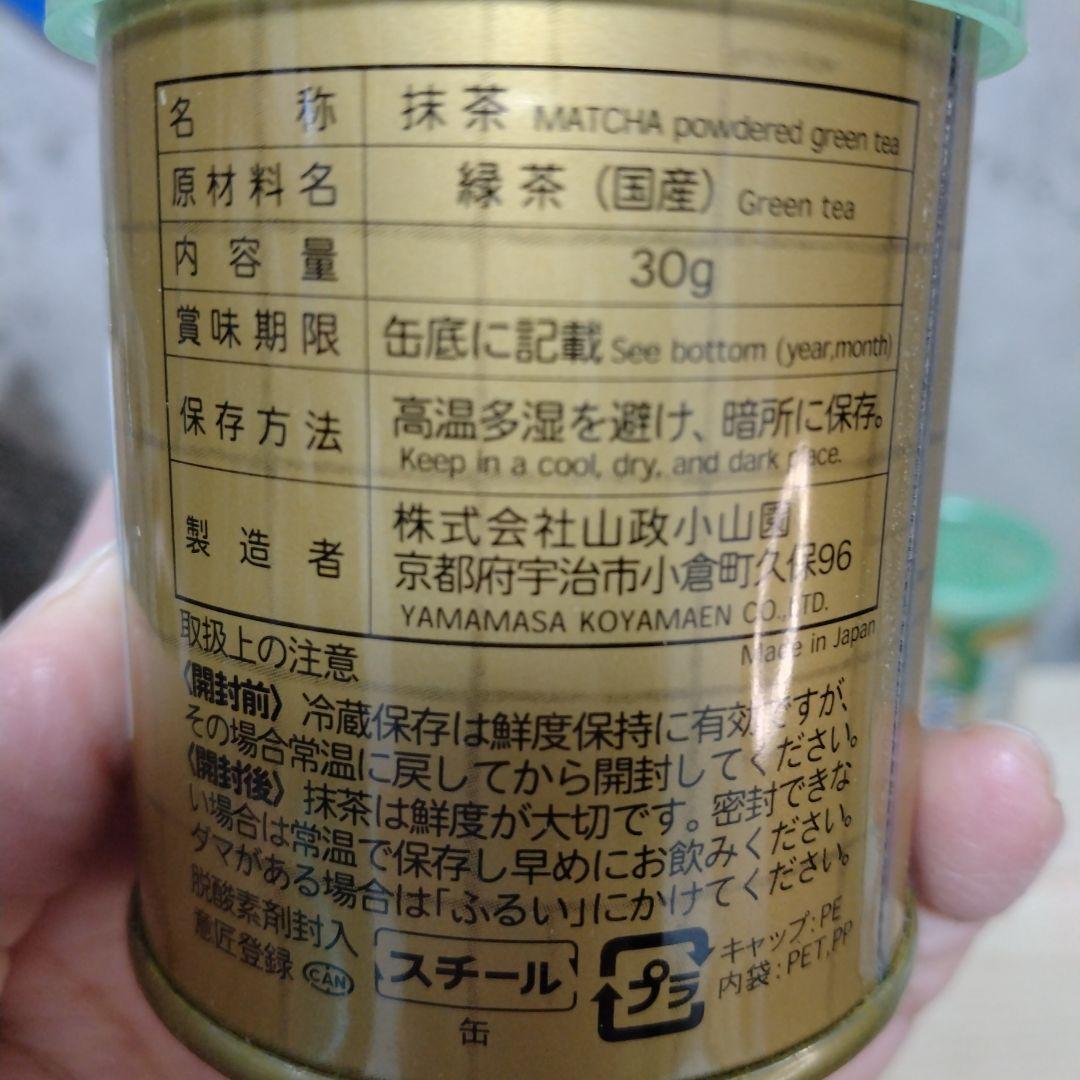 名称 抹茶 MATCHA powdered green tea
原材料名 緑茶（国産） Green tea
内容量 30g
賞味期限 缶底に記載 See bottom (year,month)
保存方法 高温多湿を避け、暗所に保存。
Keep in a cool, dry, and dark place.
製造者 株式会社山政小山園
京都府宇治市小倉町久保96
YAMAMASA KOYAMAEN CO.,LTD.
Made in Japan
取扱上の注意
〈開封前〉冷蔵保存は鮮度保持に有効ですが、
その場合常温に戻してから開封してください。
〈開封後〉抹茶は鮮度が大切です。密封できな
い場合は常温で保存し早めにお飲みください。
ダマがある場合は「ふるい」にかけてください。
脱酸素剤封入
意匠登録 CAN
スチール
缶
プラ
キャップ:PE
内袋:PET,PP